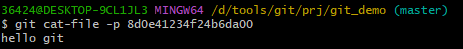 36424@DESKTOP-9CL1JL3 MINGW64 /d/tools/git/prj/git_demo (master)
$ git cat-file -p 8d0e41234f24b6da00
hello git